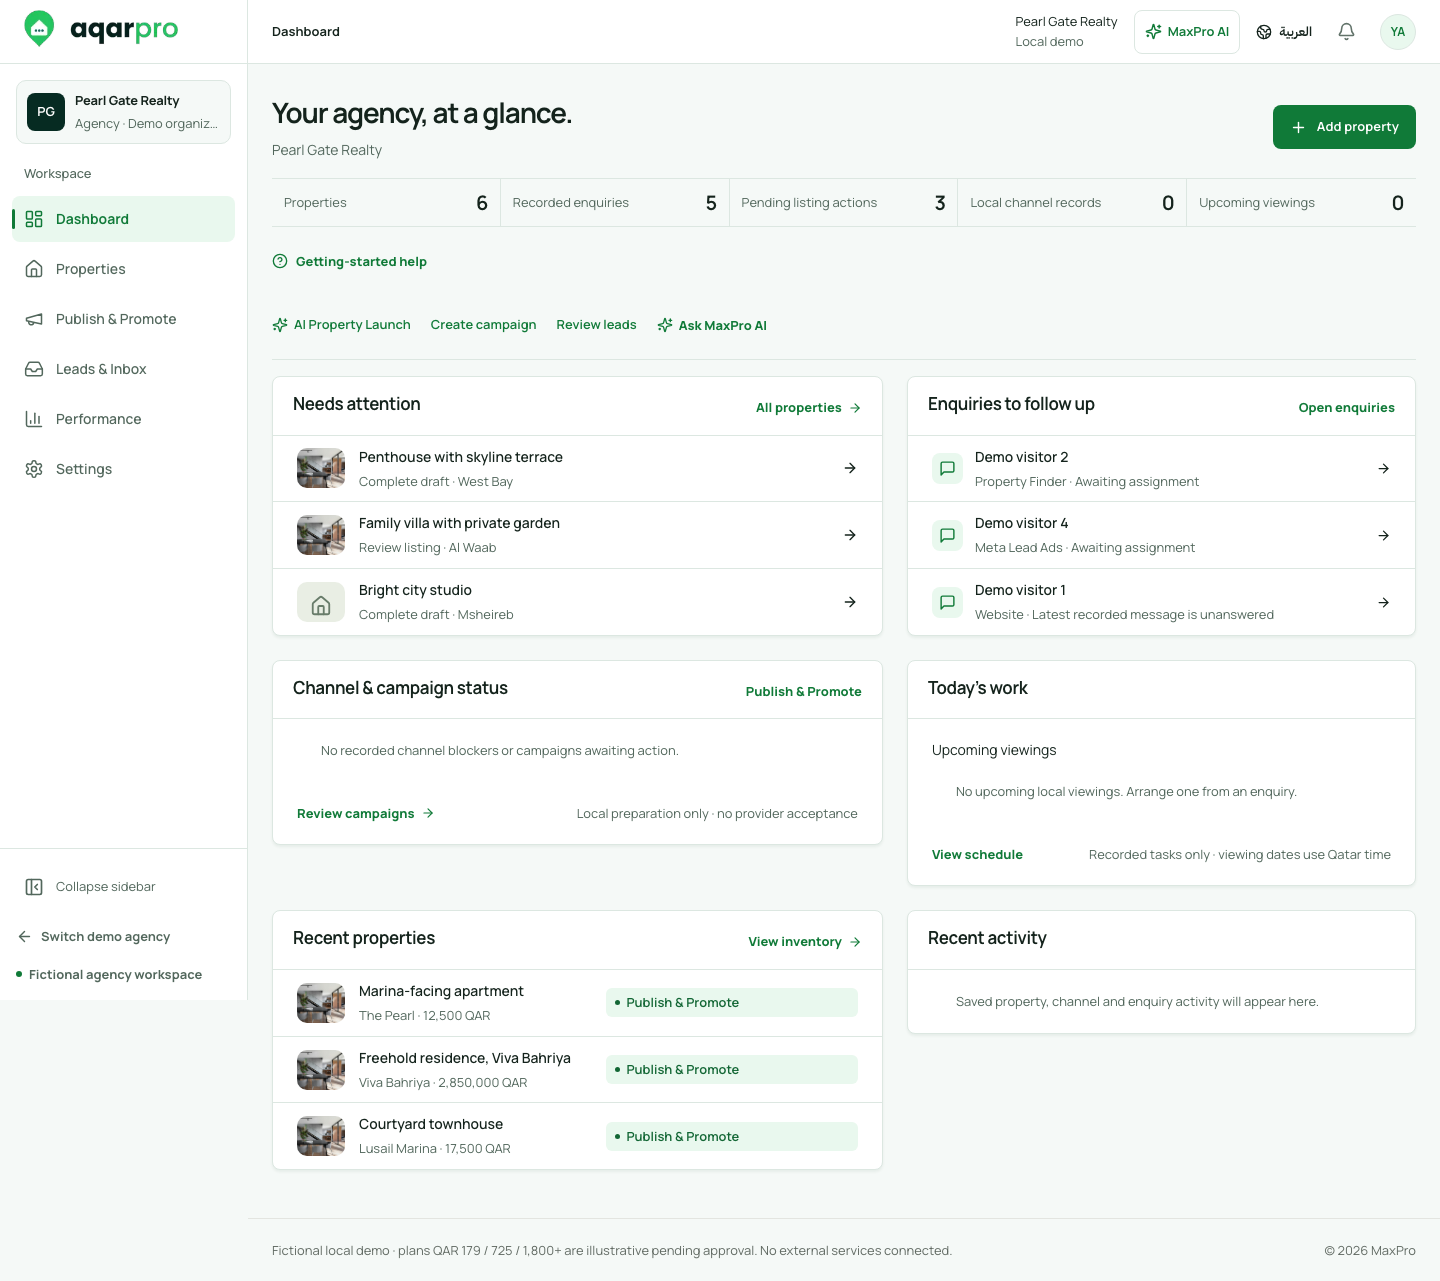 aqarpro
Dashboard
Pearl Gate Realty
Local demo
MaxPro AI
العربية
YA
PG
Pearl Gate Realty
Agency · Demo organiz...
Workspace
Dashboard
Properties
Publish & Promote
Leads & Inbox
Performance
Settings
Collapse sidebar
Switch demo agency
Fictional agency workspace
Your agency, at a glance.
Pearl Gate Realty
Add property
Properties 6
Recorded enquiries 5
Pending listing actions 3
Local channel records 0
Upcoming viewings 0
Getting-started help
AI Property Launch
Create campaign
Review leads
Ask MaxPro AI
Needs attention
All properties
Penthouse with skyline terrace
Complete draft · West Bay
Family villa with private garden
Review listing · Al Waab
Bright city studio
Complete draft · Msheireb
Enquiries to follow up
Open enquiries
Demo visitor 2
Property Finder · Awaiting assignment
Demo visitor 4
Meta Lead Ads · Awaiting assignment
Demo visitor 1
Website · Latest recorded message is unanswered
Channel & campaign status
Publish & Promote
No recorded channel blockers or campaigns awaiting action.
Review campaigns
Local preparation only · no provider acceptance
Today's work
Upcoming viewings
No upcoming local viewings. Arrange one from an enquiry.
View schedule
Recorded tasks only · viewing dates use Qatar time
Recent properties
View inventory
Marina-facing apartment
The Pearl · 12,500 QAR
Publish & Promote
Freehold residence, Viva Bahriya
Viva Bahriya · 2,850,000 QAR
Publish & Promote
Courtyard townhouse
Lusail Marina · 17,500 QAR
Publish & Promote
Recent activity
Saved property, channel and enquiry activity will appear here.
Fictional local demo · plans QAR 179 / 725 / 1,800+ are illustrative pending approval. No external services connected.
© 2026 MaxPro